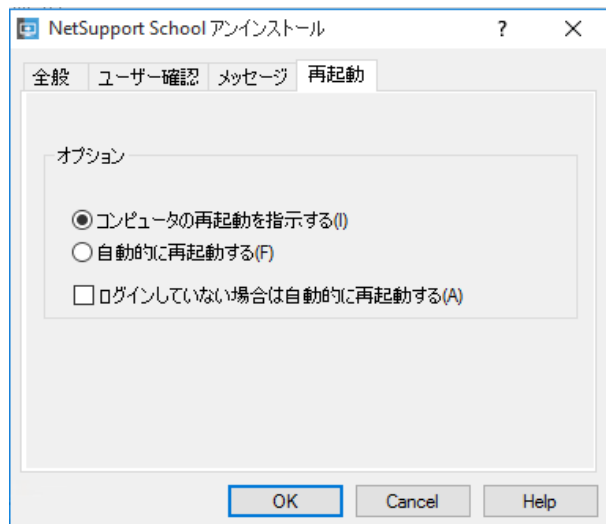 NetSupport School アンインストール ? ×
全般 ユーザー確認 メッセージ 再起動
オプション
コンピュータの再起動を指示する(I)
自動的に再起動する(F)
ログインしていない場合は自動的に再起動する(A)
OK Cancel Help